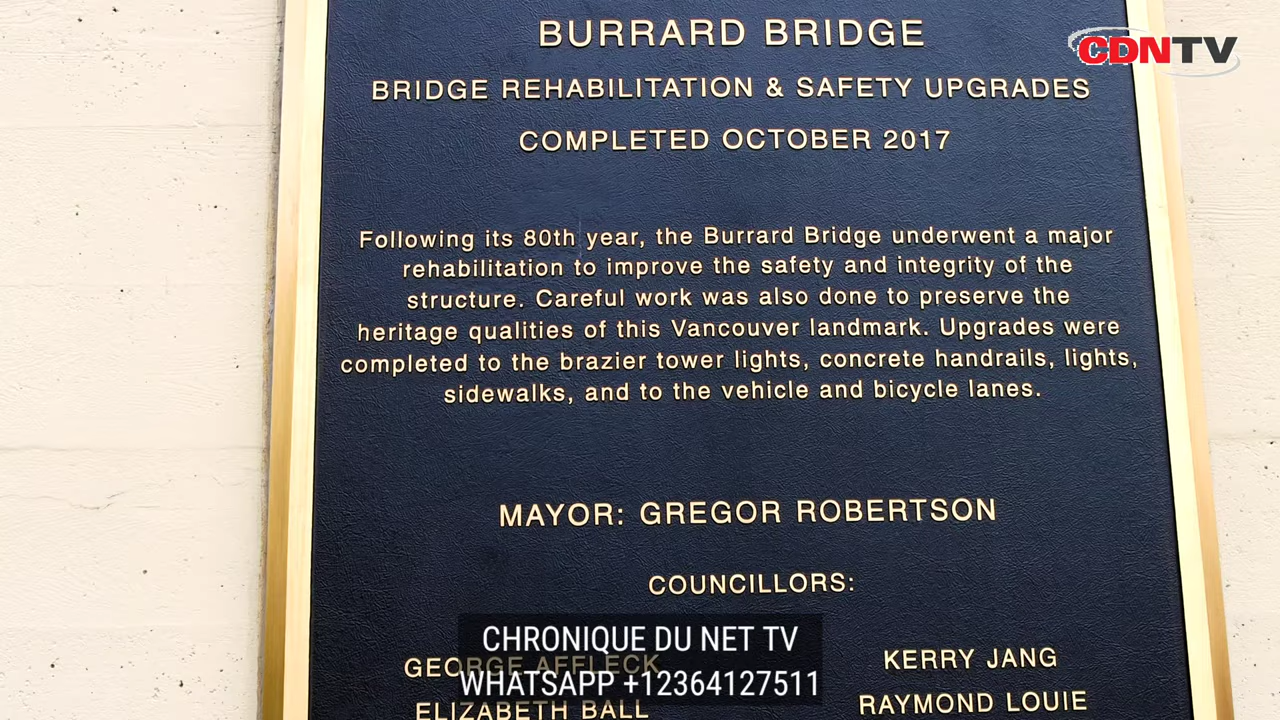 CDNTV
BURRARD BRIDGE
BRIDGE REHABILITATION & SAFETY UPGRADES
COMPLETED OCTOBER 2017
Following its 80th year, the Burrard Bridge underwent a major
rehabilitation to improve the safety and integrity of the
structure. Careful work was also done to preserve the
heritage qualities of this Vancouver landmark. Upgrades were
completed to the brazier tower lights, concrete handrails, lights,
sidewalks, and to the vehicle and bicycle lanes.
MAYOR: GREGOR ROBERTSON
COUNCILLORS:
GEORGE AFFLECK
KERRY JANG
ELIZABETH BALL
RAYMOND LOUIE
CHRONIQUE DU NET TV
WHATSAPP +12364127511